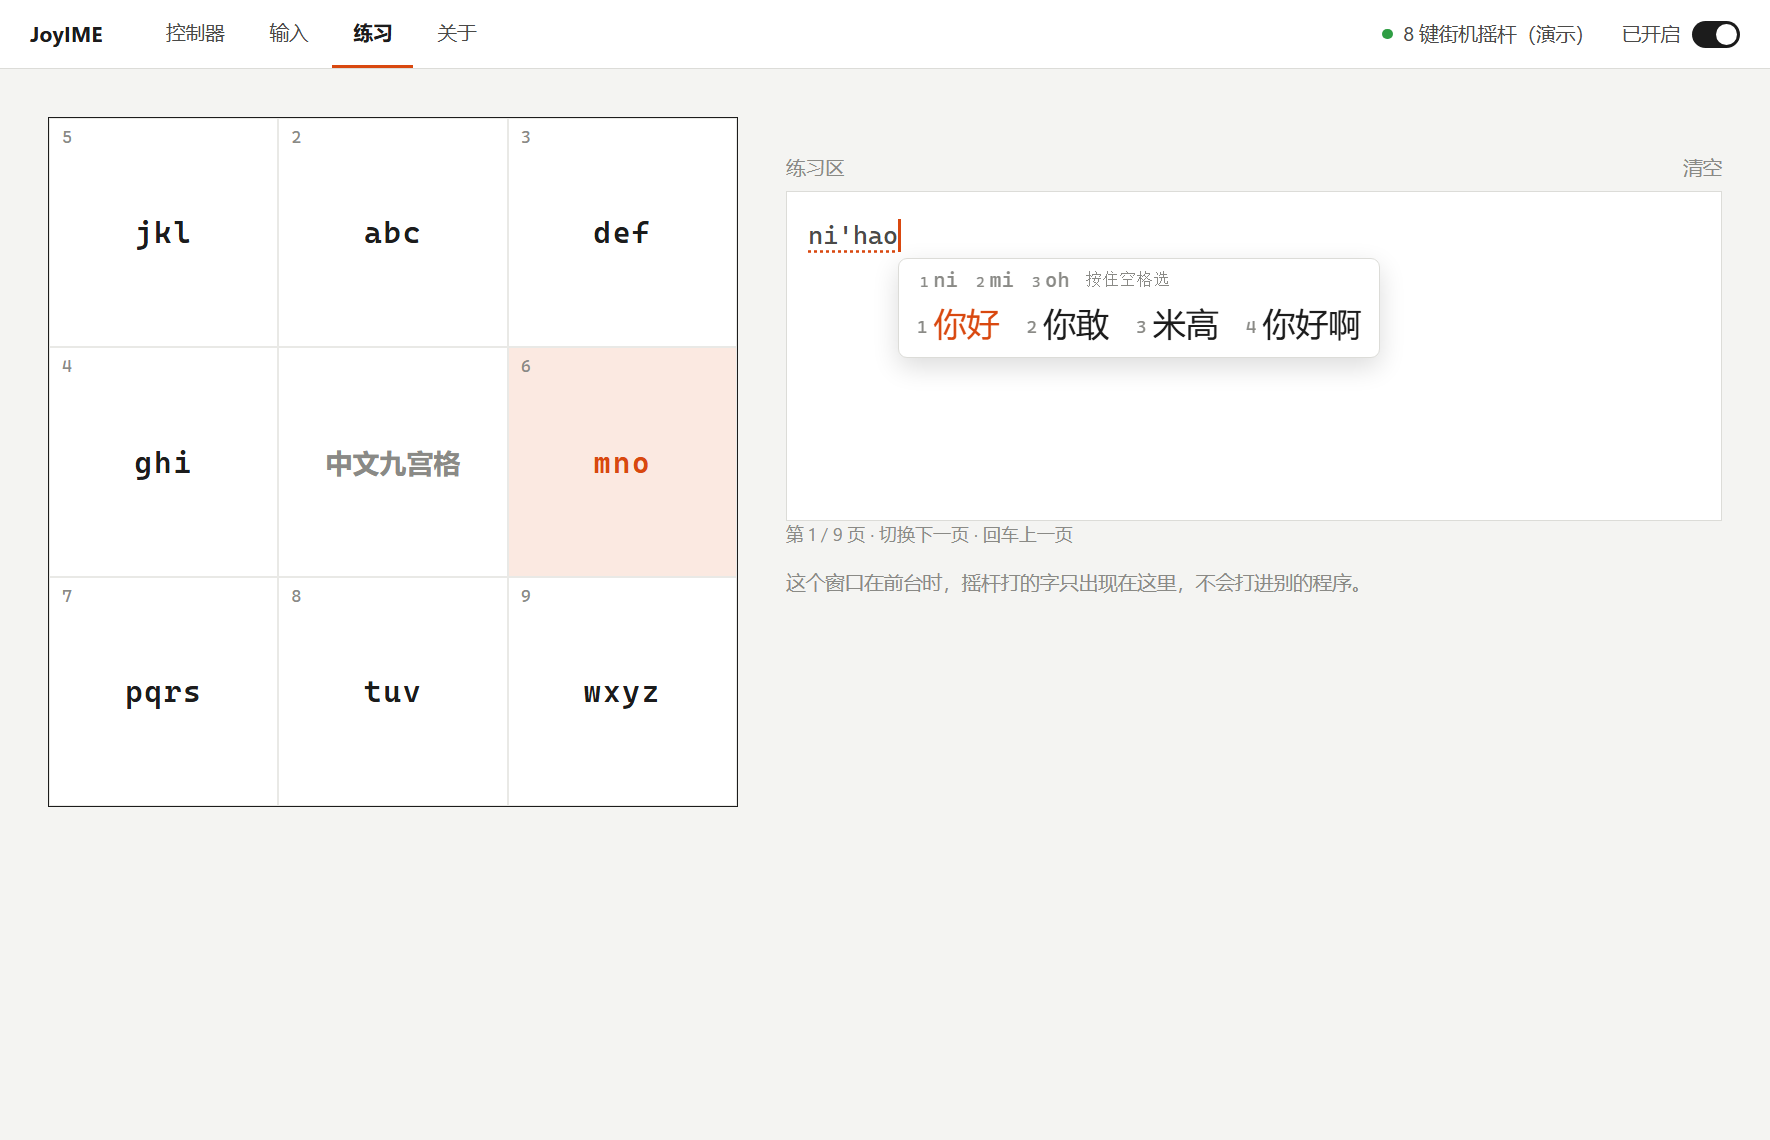 JoyIME 控制器 输入 练习 关于 8 键街机摇杆（演示） 已开启
5 2 3
jkl abc def
4 6
ghi 中文九宫格 mno
7 8 9
pqrs tuv wxyz
练习区 清空
ni'hao
1 ni 2 mi 3 oh 按住空格选
1 你好 2 你敢 3 米高 4 你好啊
第 1 / 9 页 · 切换下一页 · 回车上一页
这个窗口在前台时，摇杆打的字只出现在这里，不会打进别的程序。